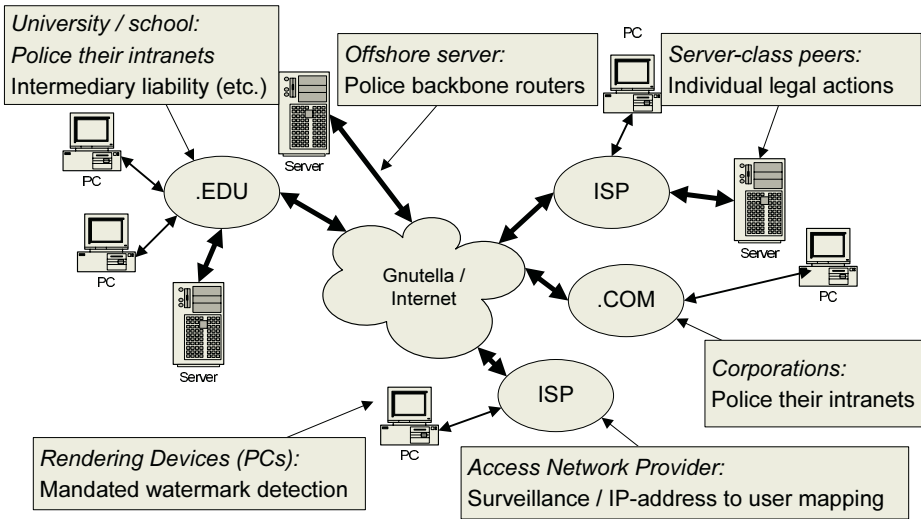 University / school:
Police their intranets
Intermediary liability (etc.)
Offshore server:
Police backbone routers
PC
Server-class peers:
Individual legal actions
PC
Server
.EDU
ISP
PC
Server
Gnutella /
Internet
.COM
PC
Server
Corporations:
Police their intranets
ISP
PC
Rendering Devices (PCs):
Mandated watermark detection
Access Network Provider:
Surveillance / IP-address to user mapping